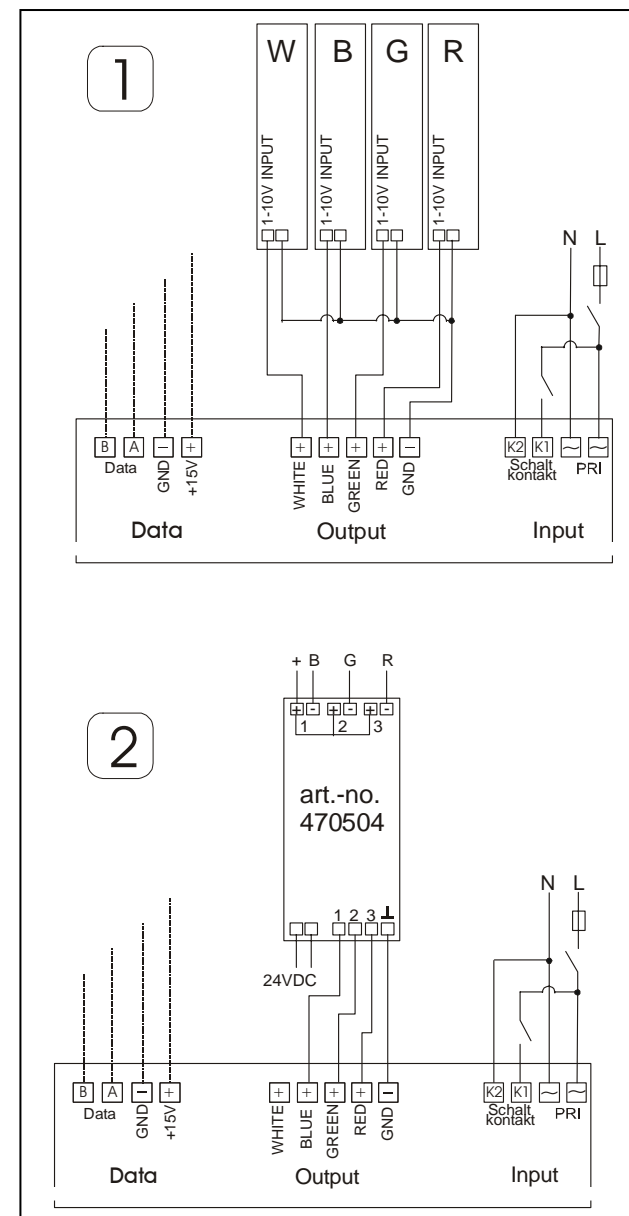 1
W B G R
1-10V INPUT 1-10V INPUT 1-10V INPUT 1-10V INPUT
N L
B A − + + + + + − K2 K1 ~ ~
Data GND +15V WHITE BLUE GREEN RED GND Schalt kontakt PRI
Data Output Input
2
+ B G R
+ - + - + -
1 2 3
art.-no.
470504
1 2 3 ⊥
24VDC
N L
B A − + + + + + − K2 K1 ~ ~
Data GND +15V WHITE BLUE GREEN RED GND Schalt kontakt PRI
Data Output Input